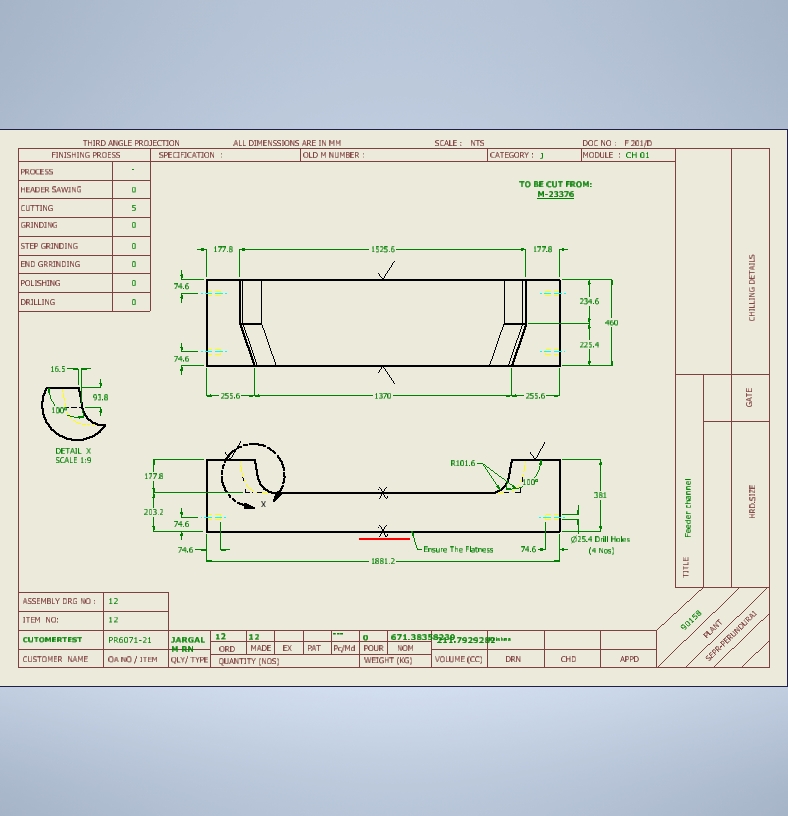 THIRD ANGLE PROJECTION ALL DIMENSSIONS ARE IN MM SCALE : NTS DOC NO : F 201/D
FINISHING PROESS SPECIFICATION : OLD M NUMBER : CATEGORY : J MODULE : CH 01
PROCESS -
HEADER SAWING 0
CUTTING 5
GRINDING 0
STEP GRINDING 0
END GRRINDING 0
POLISHING 0
DRILLING 0
TO BE CUT FROM:
M-23376
177.8 1525.6 177.8
74.6
234.6
460
225.4
74.6
255.6 1370 255.6
16.5
93.8
100°
DETAIL X
SCALE 1:9
177.8
203.2
74.6
74.6
X
R101.6
100°
381
Ensure The Flatness
74.6
Ø25.4 Drill Holes
(4 Nos)
1881.2
CHILLING DETAILS
GATE
HRD.SIZE
Feeder channel
TITLE
90158
PLANT
SEPR-PERUNDURAI
ASSEMBLY DRG NO : 12
ITEM NO: 12
CUTOMERTEST PR6071-21 JARGAL
M RN
12 12 --- 0 671.38358239
ORD MADE EX PAT Pc/Md POUR NOM
CUSTOMER NAME OA NO / ITEM QLY/ TYPE QUANTITY (NOS) WEIGHT (KG) VOLUME (CC) DRN CHD APPD